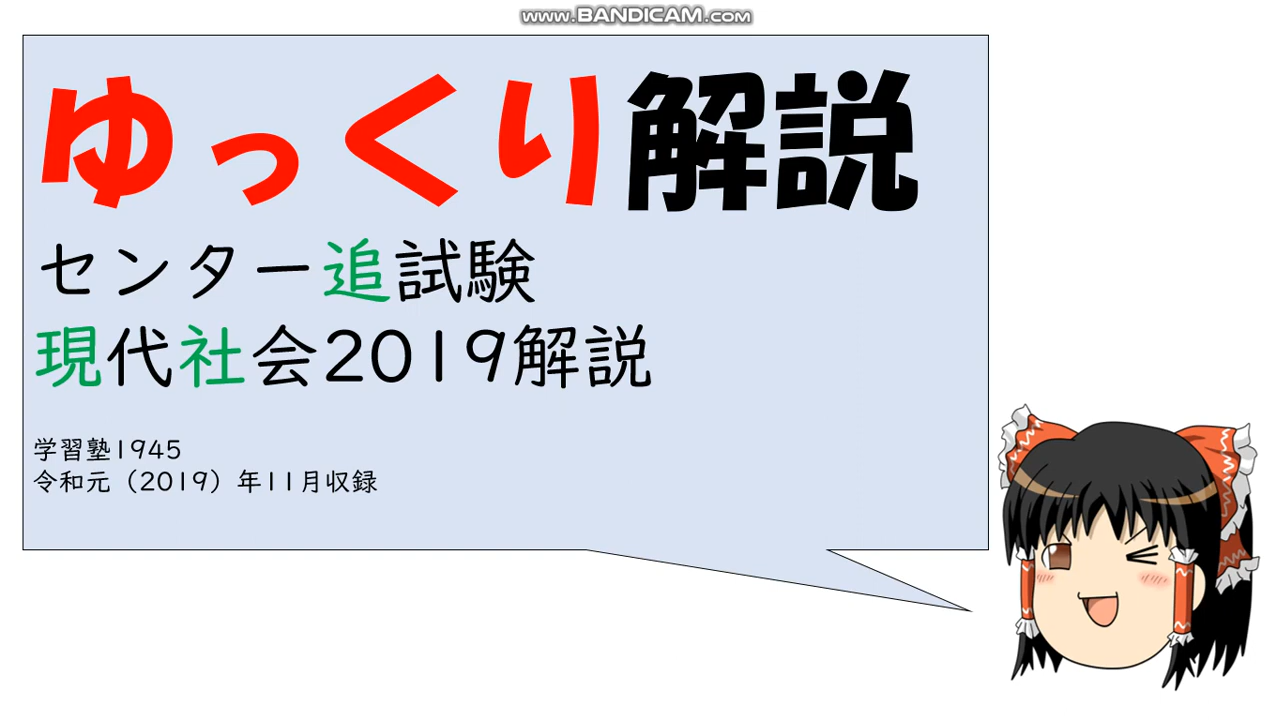 www.BANDICAM.com
ゆっくり解説
センター追試験
現代社会2019解説
学習塾1945
令和元（2019）年11月収録